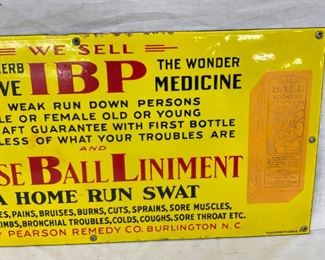 WE SELL
HERB IBP THE WONDER
VE MEDICINE
WEAK RUN DOWN PERSONS
LE OR FEMALE OLD OR YOUNG
AFT GUARANTEE WITH FIRST BOTTLE
LESS OF WHAT YOUR TROUBLES ARE
AND
SE BALL LINIMENT
A HOME RUN SWAT
ES, PAINS, BRUISES, BURNS, CUTS, SPRAINS, SORE MUSCLES,
IMBS, BRONCHIAL TROUBLES, COLDS, COUGHS, SORE THROAT ETC.
Y PEARSON REMEDY CO. BURLINGTON N.C.
BASE
BALL
LINIMENT